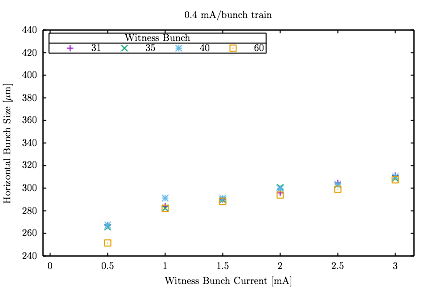 0.4 mA/bunch train
440
420
400
380
360
340
320
300
280
260
240
Horizontal Bunch Size [μm]
Witness Bunch
31 35 40 60
0 0.5 1 1.5 2 2.5 3
Witness Bunch Current [mA]